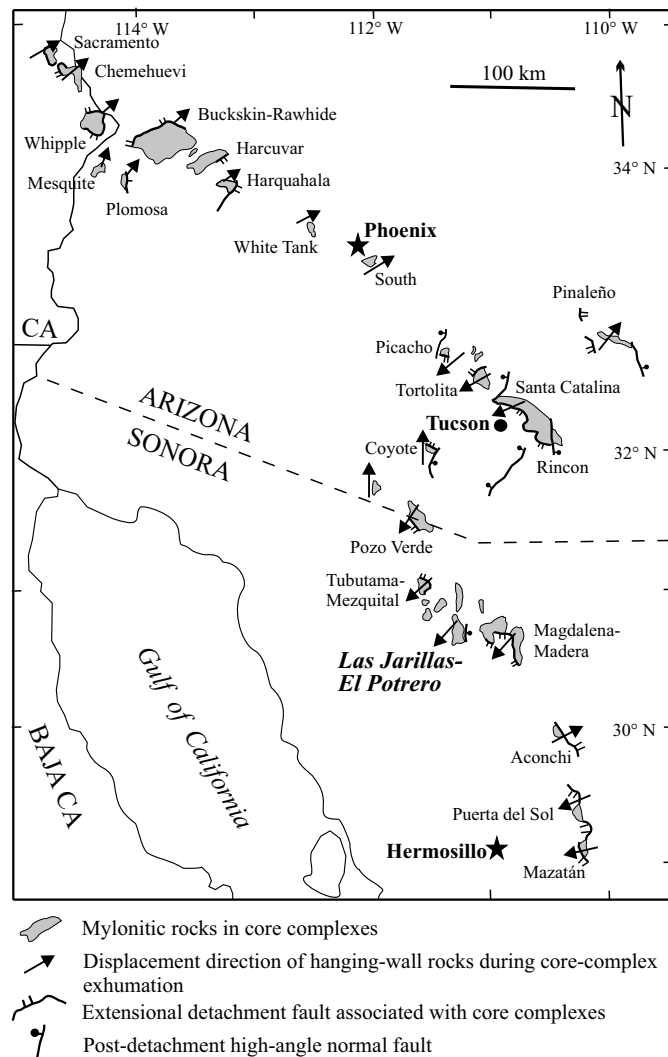 114° W
112° W
110° W
Sacramento
Chemehuevi
100 km
N
Buckskin-Rawhide
Whipple
Harcuvar
34° N
Mesquite
Harquahala
Plomosa
White Tank
Phoenix
South
Pinaleño
CA
Picacho
Tortolita
Santa Catalina
ARIZONA
Tucson
SONORA
Coyote
32° N
Rincon
Pozo Verde
Tubutama-
Mezquital
Magdalena-
Madera
Las Jarillas-
El Potrero
Gulf of California
30° N
BAJA CA
Aconchi
Puerta del Sol
Hermosillo
Mazatán
Mylonitic rocks in core complexes
Displacement direction of hanging-wall rocks during core-complex
exhumation
Extensional detachment fault associated with core complexes
Post-detachment high-angle normal fault